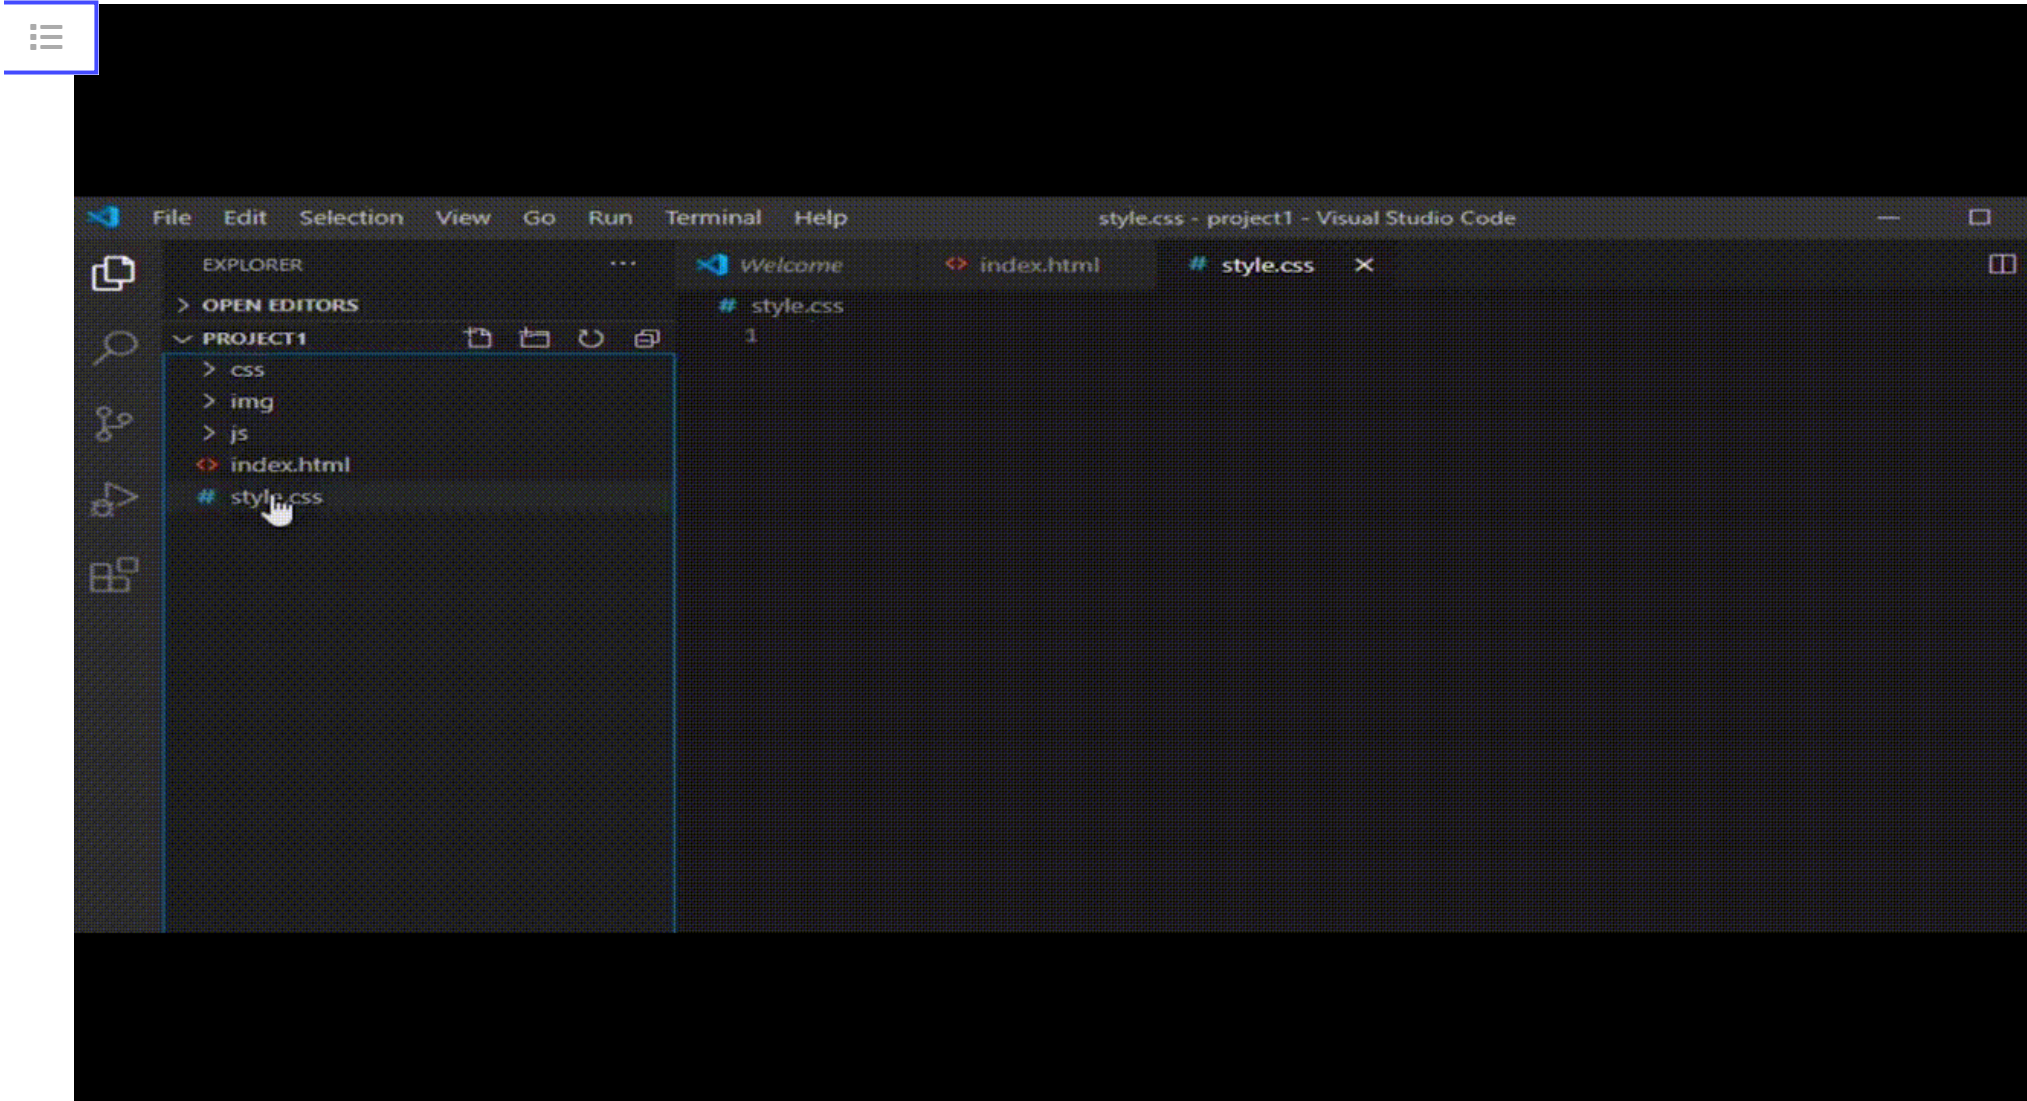 File Edit Selection View Go Run Terminal Help style.css - project1 - Visual Studio Code
EXPLORER ... Welcome <> index.html # style.css
> OPEN EDITORS # style.css
PROJECT1 1
> css
> img
> js
<> index.html
# style.css